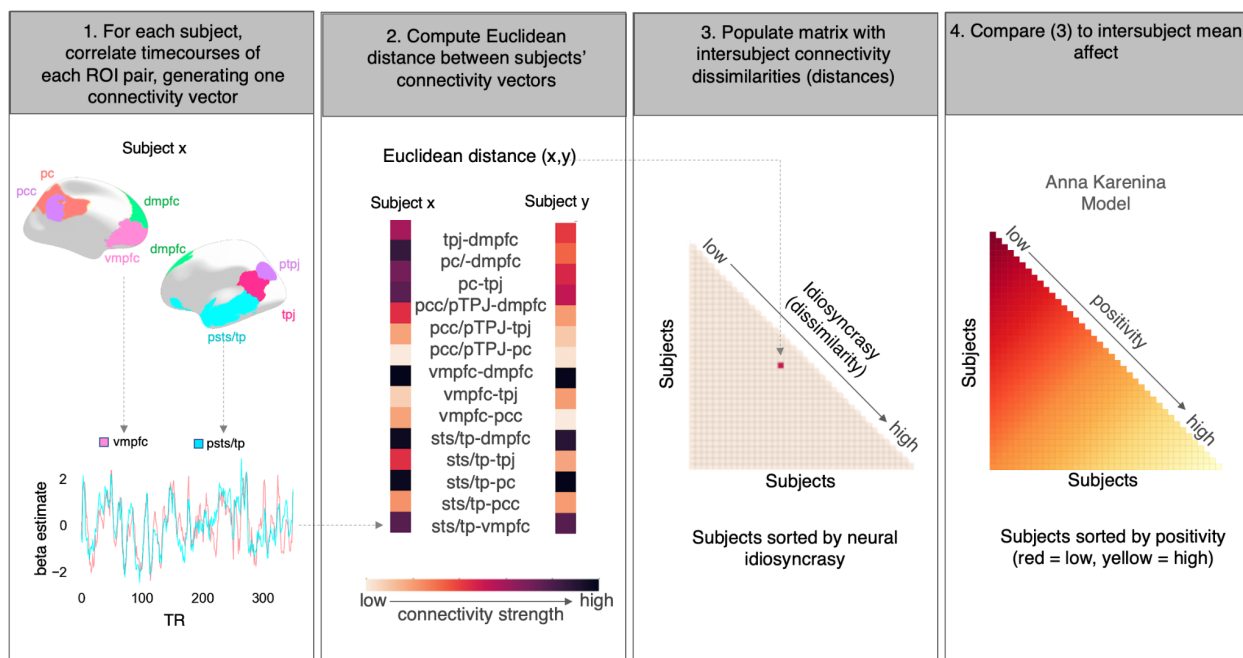 1. For each subject,
correlate timecourses of
each ROI pair, generating one
connectivity vector
Subject x
pc
pcc
dmpfc
vmpfc
dmpfc
ptpj
tpj
psts/tp
vmpfc
psts/tp
beta estimate
2
0
−2
0
100
200
300
TR
2. Compute Euclidean
distance between subjects'
connectivity vectors
Euclidean distance (x,y)
Subject x
Subject y
tpj-dmpfc
pc/-dmpfc
pc-tpj
pcc/pTPJ-dmpfc
pcc/pTPJ-tpj
pcc/pTPJ-pc
vmpfc-dmpfc
vmpfc-tpj
vmpfc-pcc
sts/tp-dmpfc
sts/tp-tpj
sts/tp-pc
sts/tp-pcc
sts/tp-vmpfc
low
high
connectivity strength
3. Populate matrix with
intersubject connectivity
dissimilarities (distances)
low
Idiosyncrasy
(dissimilarity)
high
Subjects
Subjects
Subjects sorted by neural
idiosyncrasy
4. Compare (3) to intersubject mean
affect
Anna Karenina
Model
low
positivity
high
Subjects
Subjects
Subjects sorted by positivity
(red = low, yellow = high)